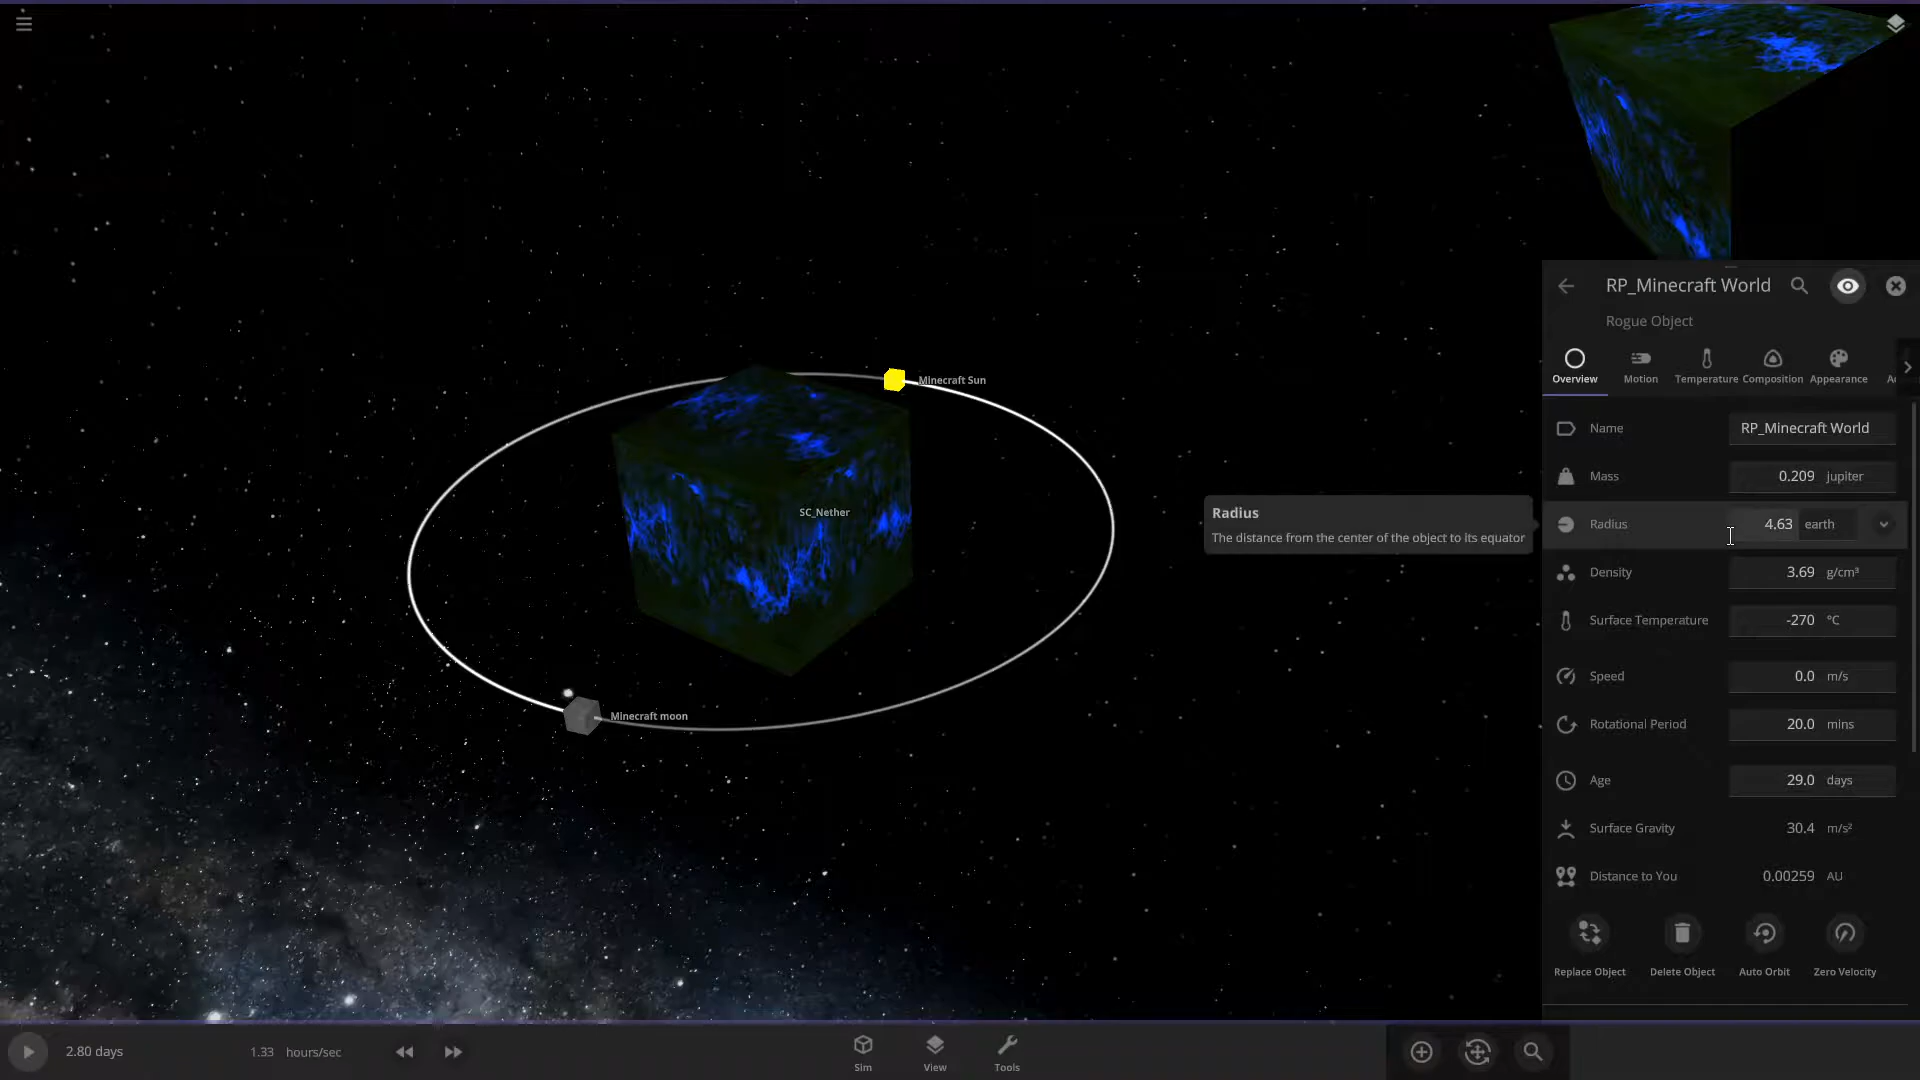 RP_Minecraft World
Rogue Object
Overview
Motion
Temperature
Composition
Appearance
Name
RP_Minecraft World
Mass
0.209 jupiter
Radius
4.63 earth
Density
3.69 g/cm³
Surface Temperature
-270 °C
Speed
0.0 m/s
Rotational Period
20.0 mins
Age
29.0 days
Surface Gravity
30.4 m/s²
Distance to You
0.00259 AU
Replace Object
Delete Object
Auto Orbit
Zero Velocity
Radius
The distance from the center of the object to its equator
Minecraft Sun
SC_Nether
Minecraft moon
2.80 days
1.33 hours/sec
Sim
View
Tools